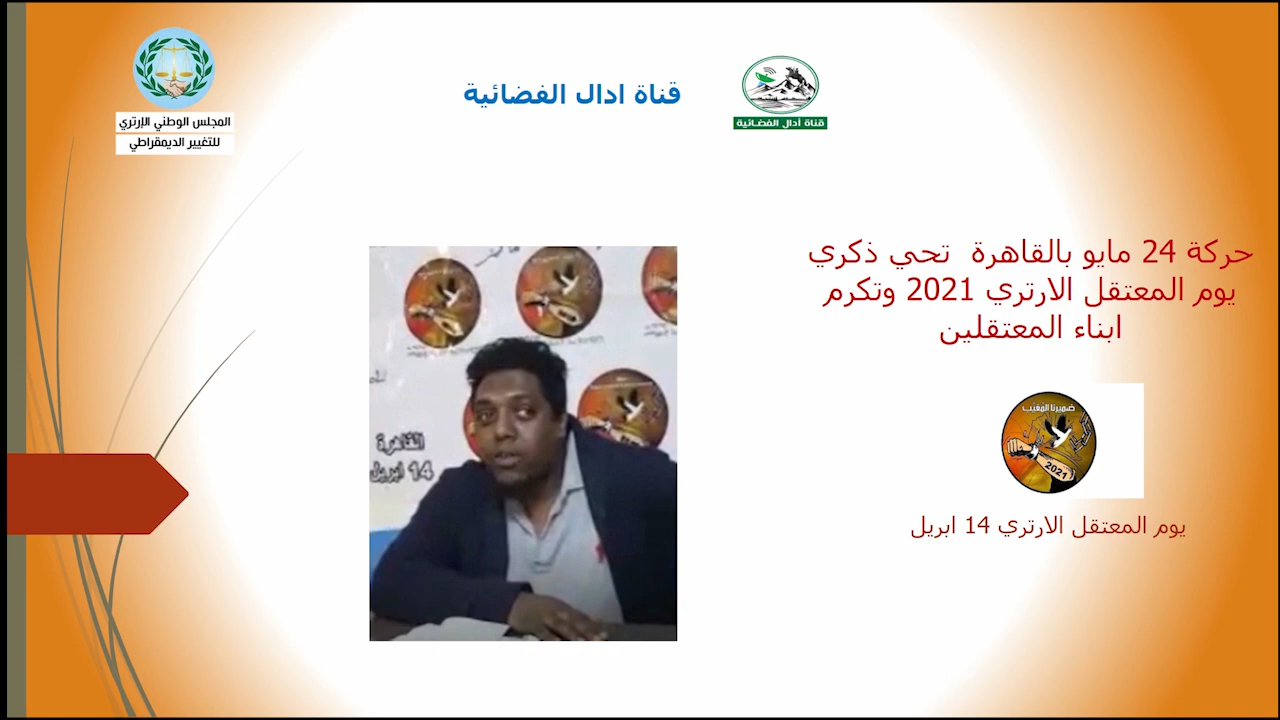 المجلس الوطني الإرتري
للتغيير الديمقراطي
قناة ادال الفضائية
قناة أدال الفضائية
حركة 24 مايو بالقاهرة تحي ذكري
يوم المعتقل الارتري 2021 وتكرم
ابناء المعتقلين
ضميرنا المغيب
2021
يوم المعتقل الارتري 14 ابريل
القاهرة
14 ابريل